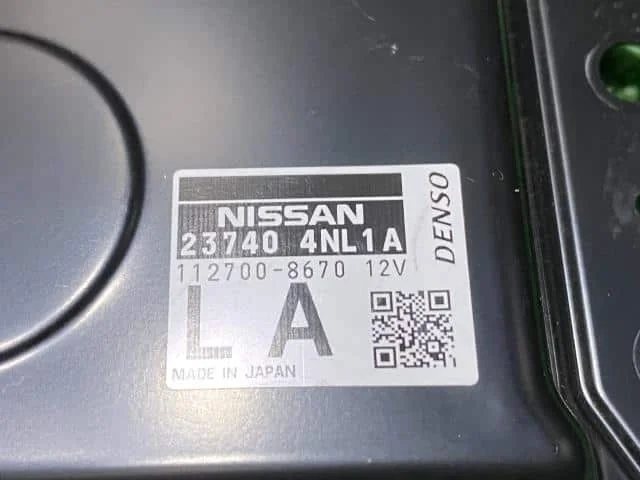 NISSAN
23740 4NL1A
112700-8670 12V
DENSO
L A
MADE IN JAPAN